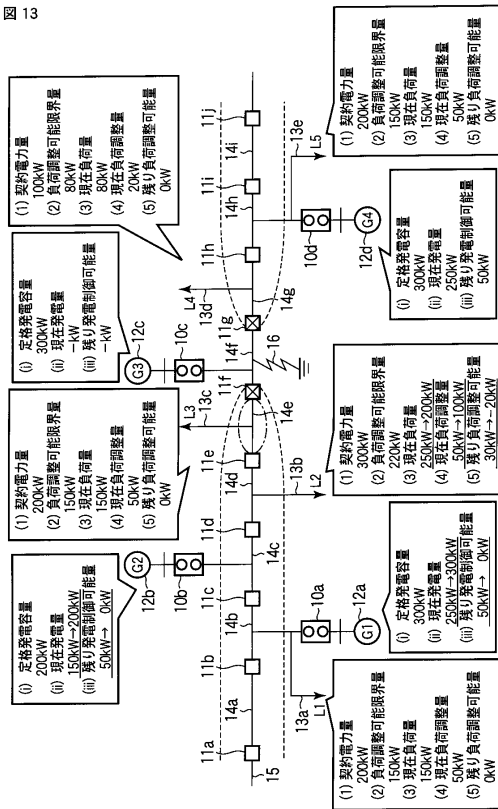 図 13
(1) 契約電力量
100kW
(2) 負荷調整可能限界量
80kW
(3) 現在負荷量
80kW
(4) 現在負荷調整量
20kW
(5) 残り負荷調整可能量
0kW
(1) 契約電力量
200kW
(2) 負荷調整可能限界量
150kW
(3) 現在負荷量
150kW
(4) 現在負荷調整量
50kW
(5) 残り負荷調整可能量
0kW
(i) 定格発電容量
300kW
(ii) 現在発電量
−kW
(iii) 残り発電制御可能量
−kW
(1) 契約電力量
200kW
(2) 負荷調整可能限界量
150kW
(3) 現在負荷量
150kW
(4) 現在負荷調整量
50kW
(5) 残り負荷調整可能量
0kW
(i) 定格発電容量
200kW
(ii) 現在発電量
150kW→200kW
(iii) 残り発電制御可能量
50kW→ 0kW
11a
11b
11c
11d
11e
11f
11g
11h
11i
11j
14a
14b
14c
14d
14e
14f
14g
14h
14i
15
16
G2
12b
10b
G3
12c
10c
L3
13c
L4
13d
L1
13a
10a
G1
12a
13b
L2
10d
G4
12d
13e
L5
(i) 定格発電容量
300kW
(ii) 現在発電量
250kW
(iii) 残り発電制御可能量
50kW
(1) 契約電力量
300kW
(2) 負荷調整可能限界量
220kW
(3) 現在負荷量
250kW→200kW
(4) 現在負荷調整量
50kW→100kW
(5) 残り負荷調整可能量
30kW→−20kW
(i) 定格発電容量
300kW
(ii) 現在発電量
250kW→300kW
(iii) 残り発電制御可能量
50kW→ 0kW
(1) 契約電力量
200kW
(2) 負荷調整可能限界量
150kW
(3) 現在負荷量
150kW
(4) 現在負荷調整量
50kW
(5) 残り負荷調整可能量
0kW